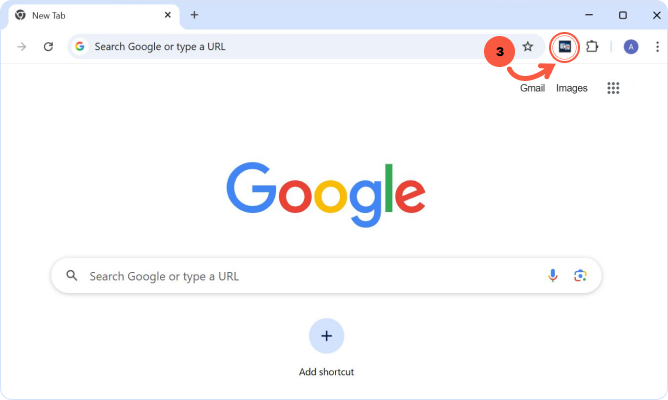 New Tab
Search Google or type a URL
3
A
Gmail Images
Google
Search Google or type a URL
Add shortcut